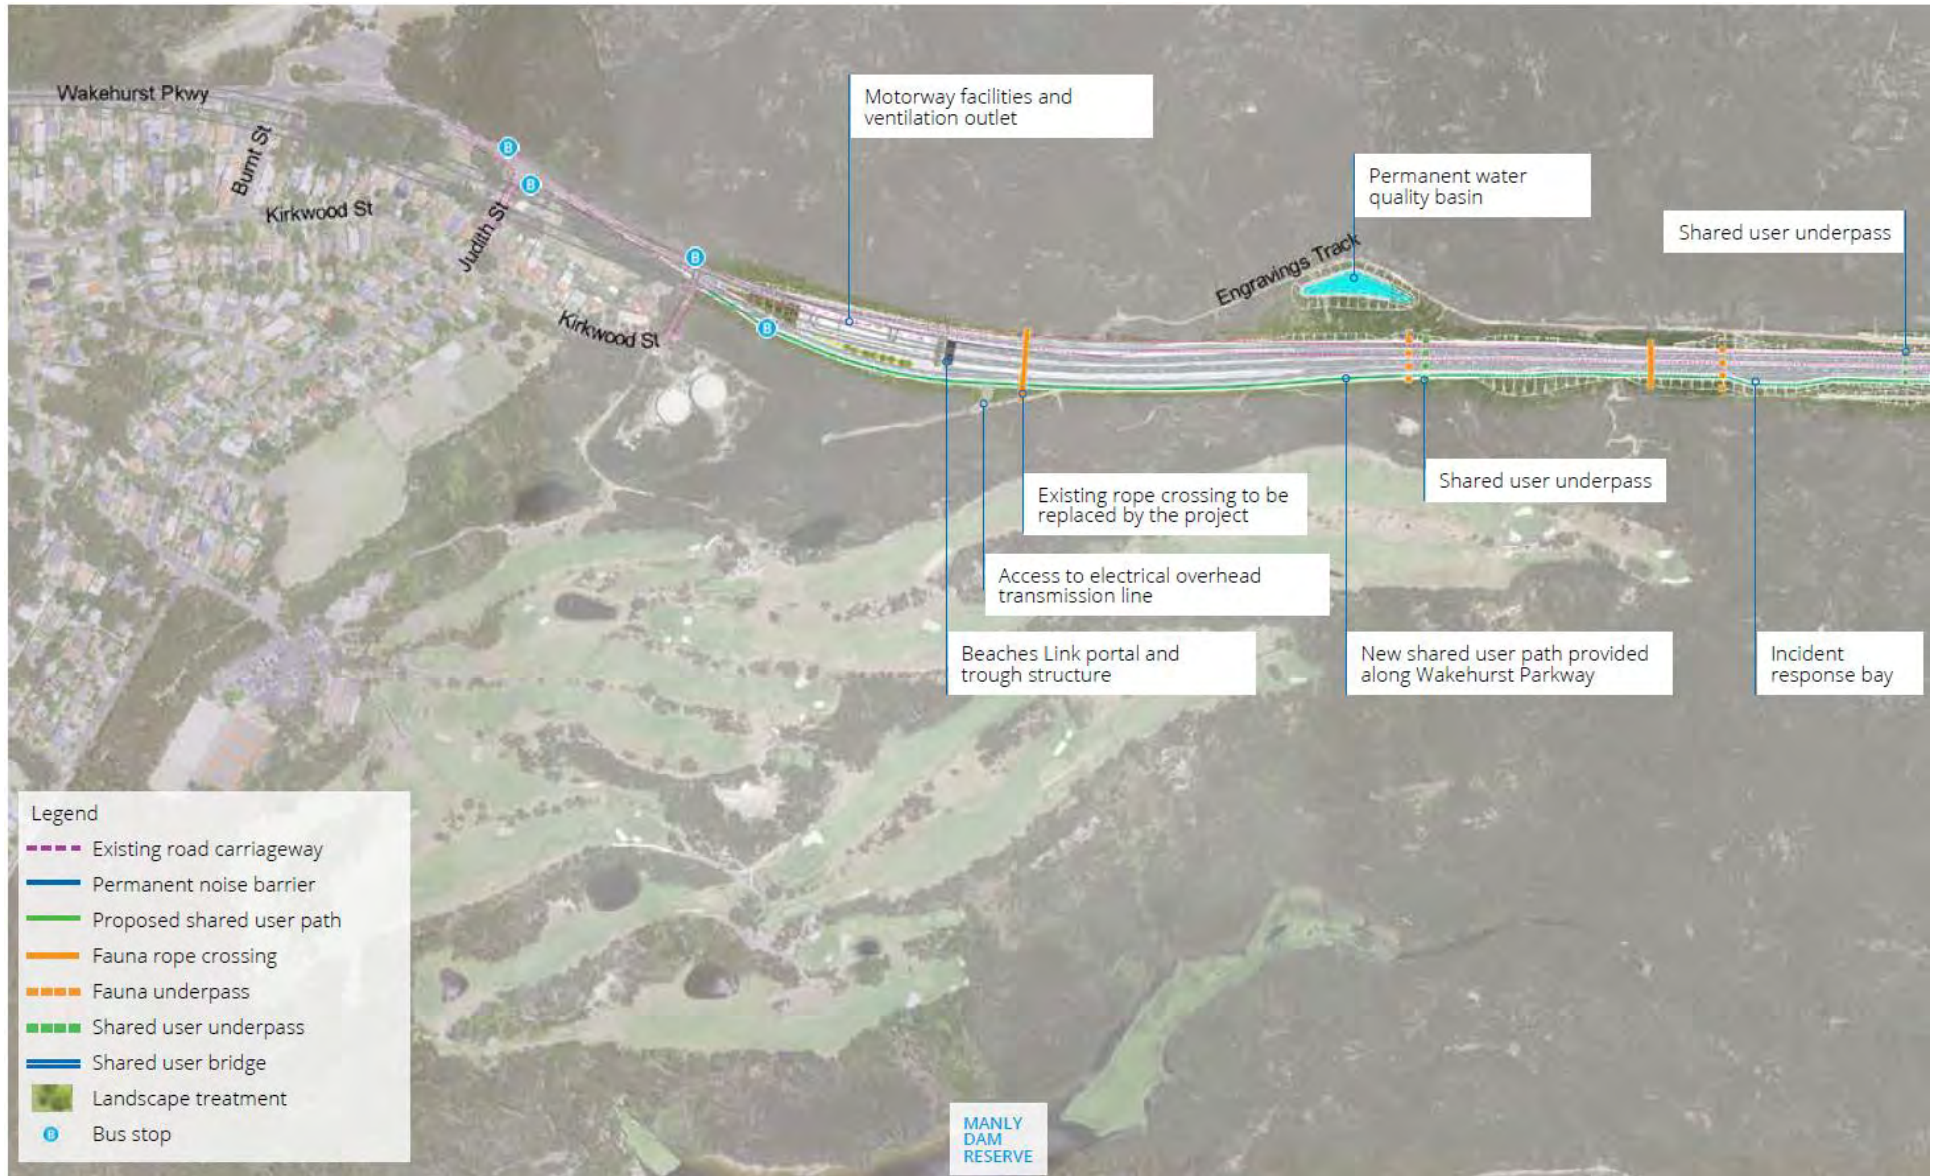 Wakehurst Pkwy
Burnt St
Kirkwood St
Judith St
Kirkwood St
B
B
B
B
Motorway facilities and
ventilation outlet
Permanent water
quality basin
Shared user underpass
Engravings Track
Shared user underpass
Existing rope crossing to be
replaced by the project
Access to electrical overhead
transmission line
Beaches Link portal and
trough structure
New shared user path provided
along Wakehurst Parkway
Incident
response bay
Legend
Existing road carriageway
Permanent noise barrier
Proposed shared user path
Fauna rope crossing
Fauna underpass
Shared user underpass
Shared user bridge
Landscape treatment
B Bus stop
MANLY
DAM
RESERVE